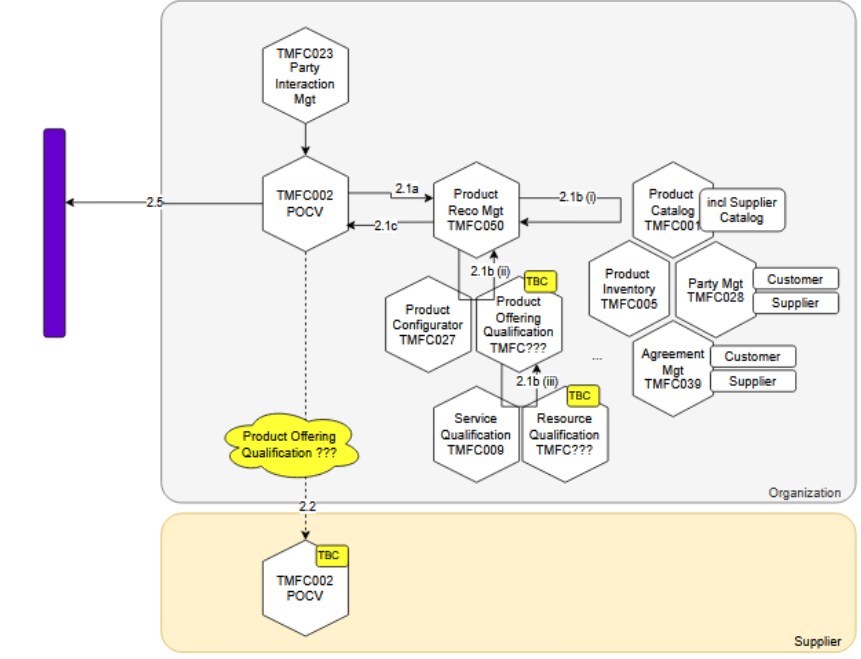 TMFC023
Party
Interaction
Mgt
TMFC002
POCV
2.5
2.1a
2.1c
Product
Reco Mgt
TMFC050
2.1b (i)
Product
Catalog
TMFC001
incl Supplier
Catalog
2.1b (ii)
TBC
Product
Configurator
TMFC027
Product
Offering
Qualification
TMFC???
Product
Inventory
TMFC005
Party Mgt
TMFC028
Customer
Supplier
...
Agreement
Mgt
TMFC039
Customer
Supplier
2.1b (iii)
TBC
Service
Qualification
TMFC009
Resource
Qualification
TMFC???
Product Offering
Qualification ???
Organization
2.2
TBC
TMFC002
POCV
Supplier